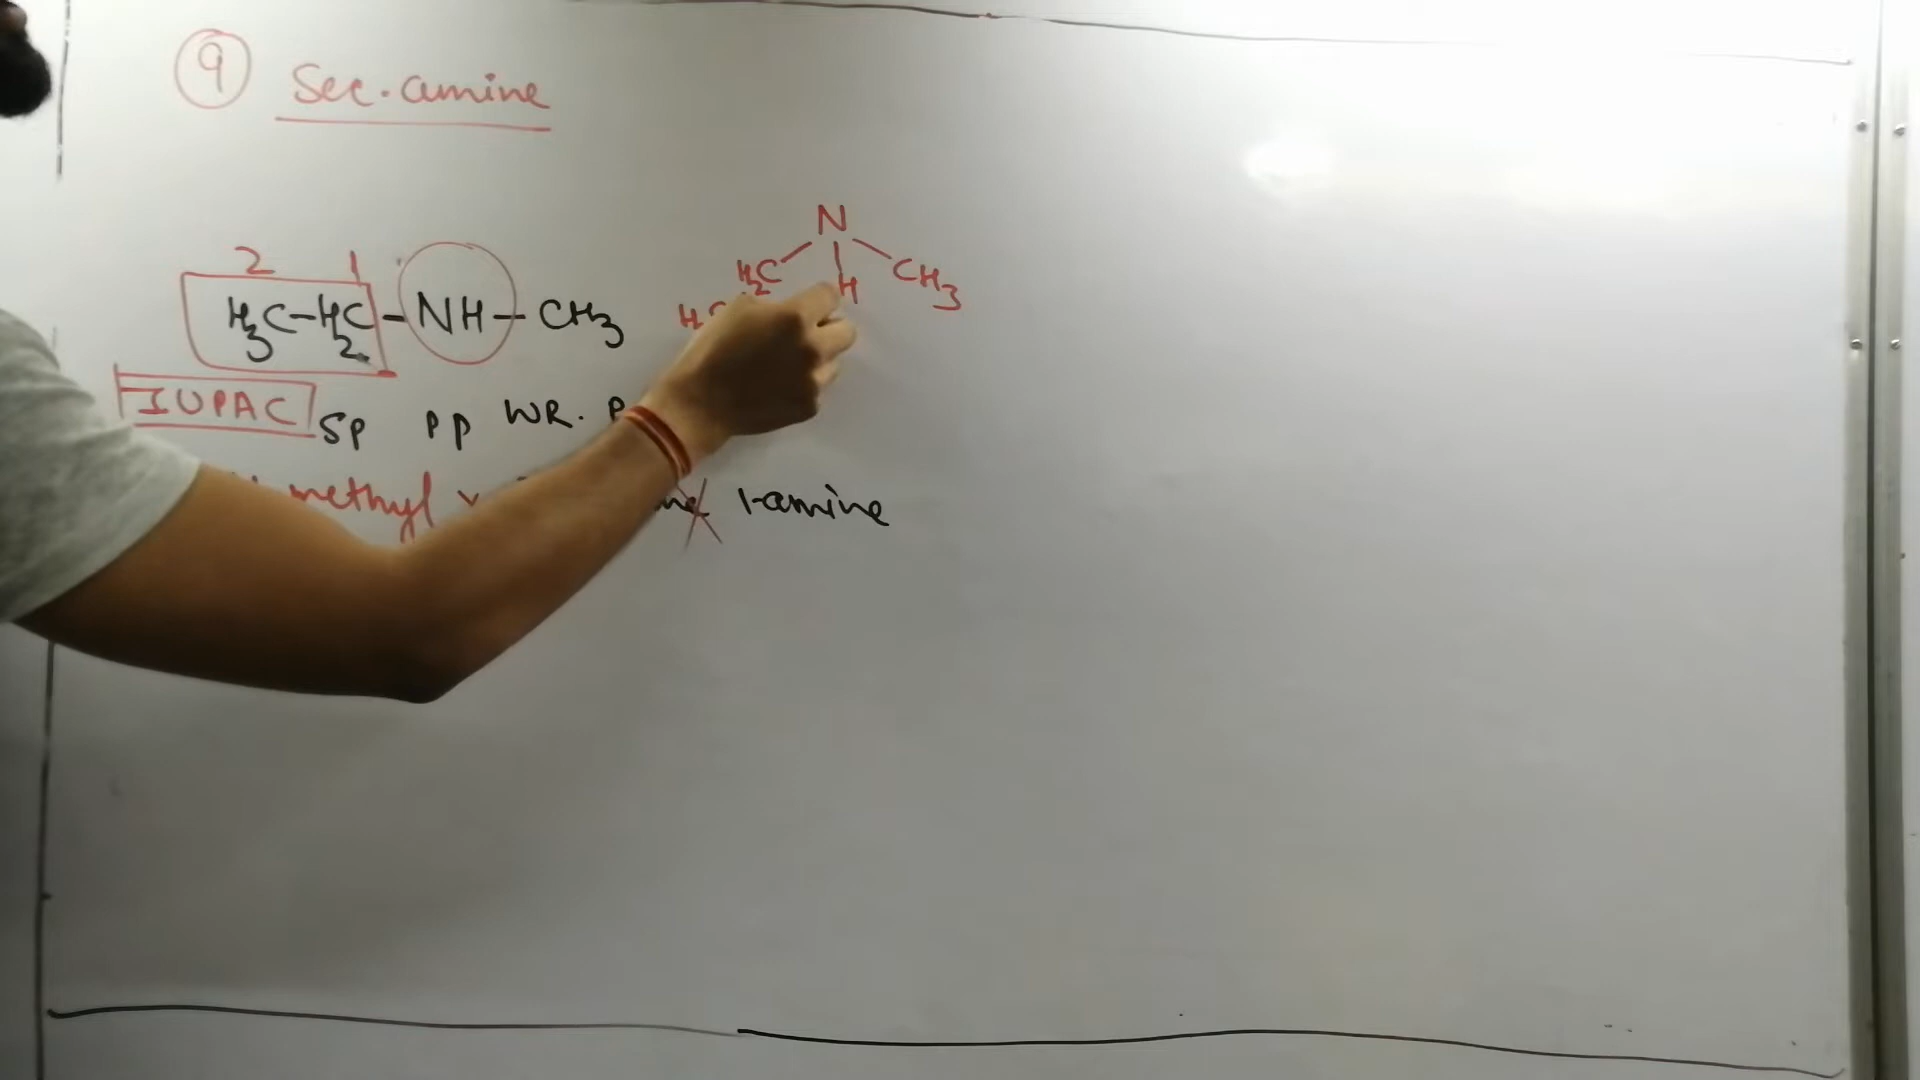 9 Sec. amine
2 1
H3C-H2C-NH-CH3
N
H2C H CH3
IUPAC sp pp WR.
methyl 1-amine